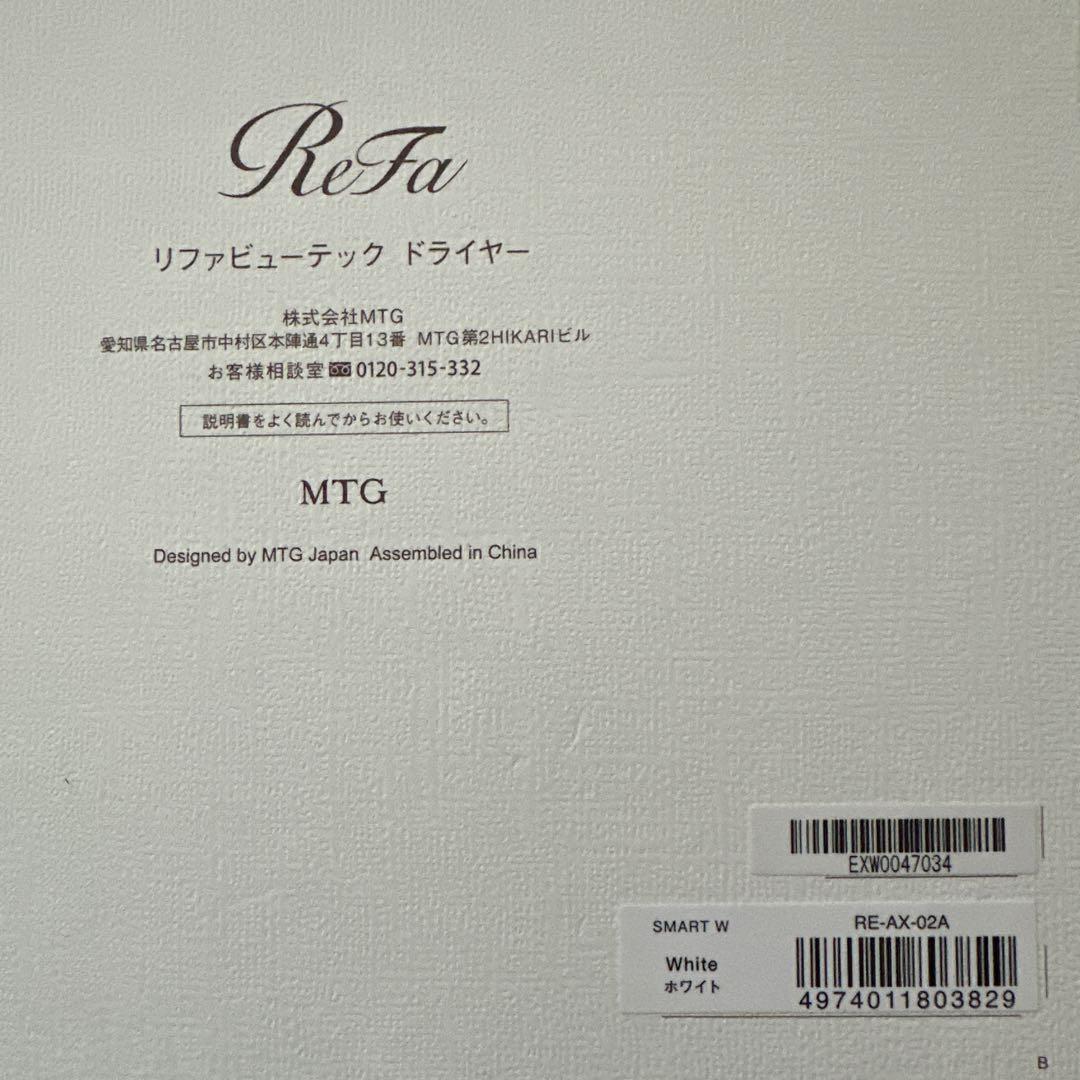 ReFa
リファビューテック ドライヤー
株式会社MTG
愛知県名古屋市中村区本陣通4丁目13番 MTG第2HIKARIビル
お客様相談室 0120-315-332
説明書をよく読んでからお使いください。
MTG
Designed by MTG Japan Assembled in China
EXW0047034
SMART W RE-AX-02A
White
ホワイト
4974011803829
B